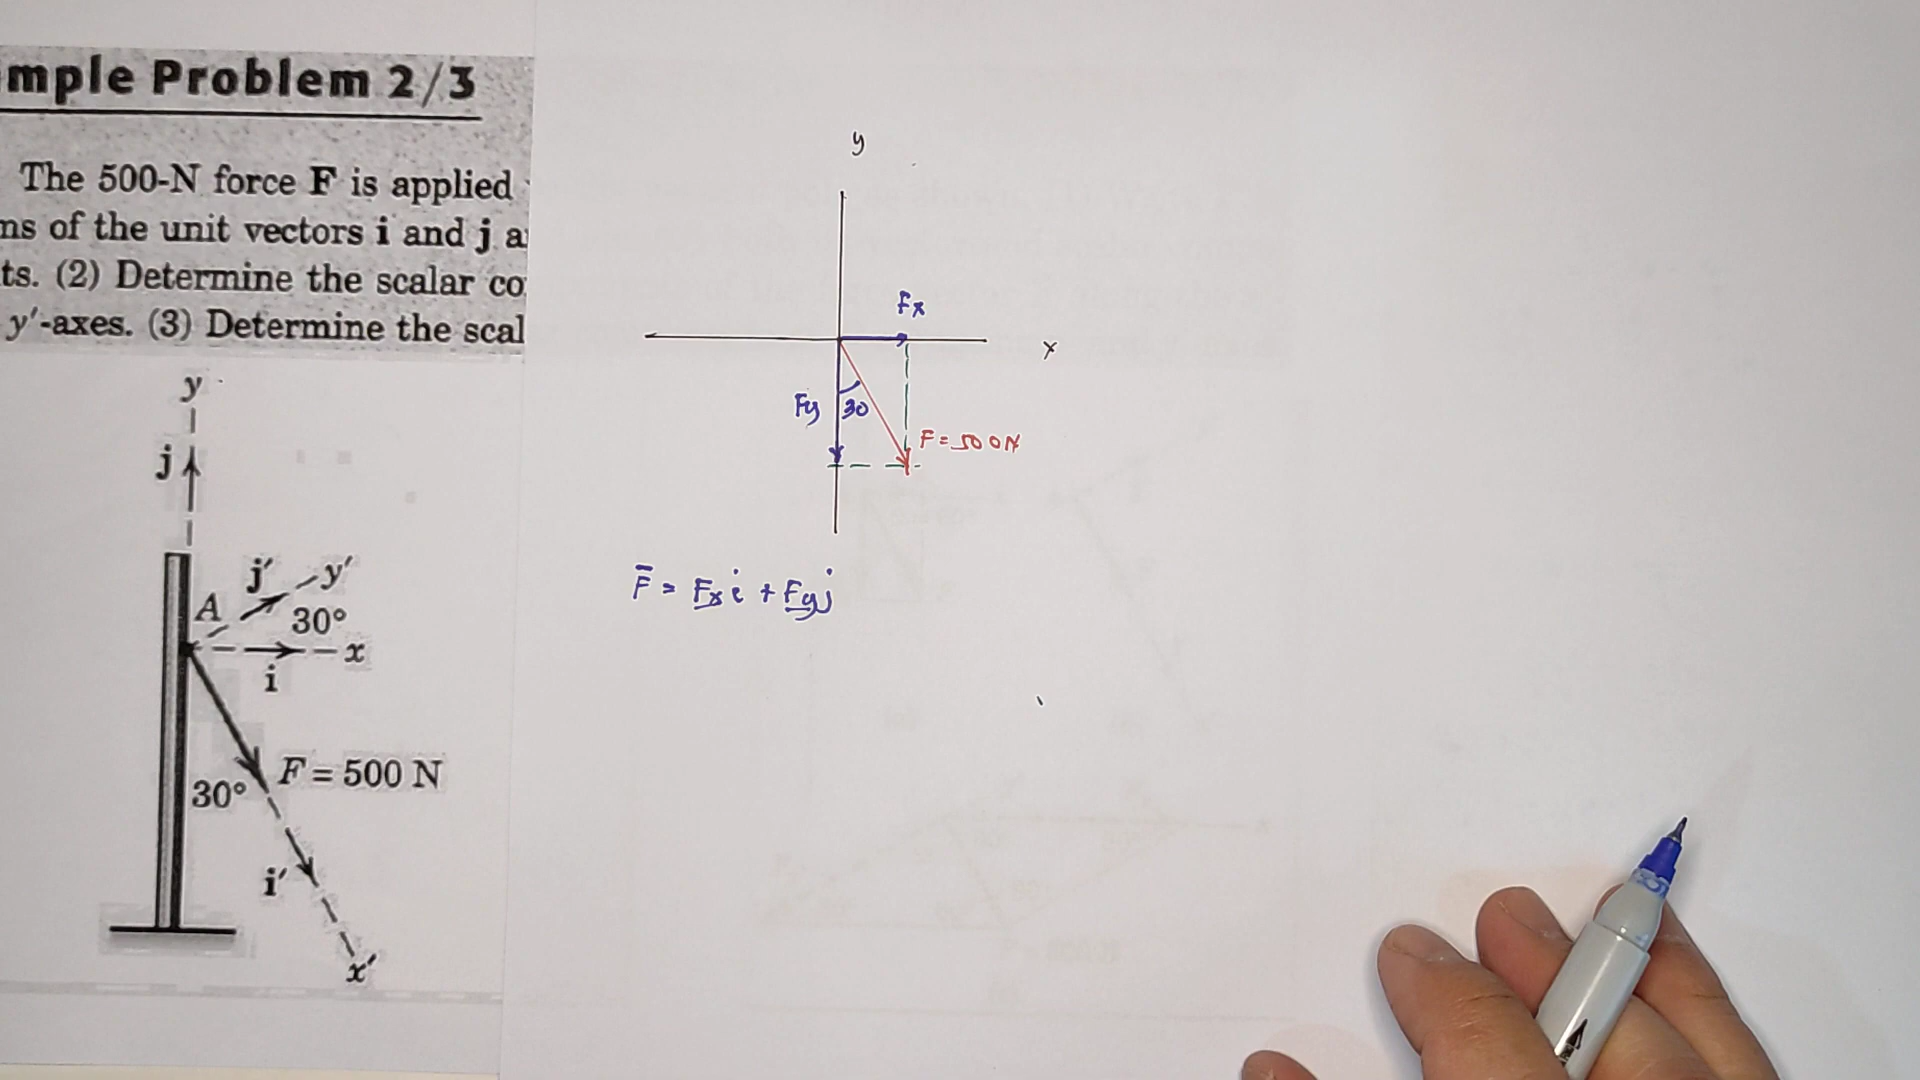 mple Problem 2/3
The 500-N force F is applied
ns of the unit vectors i and j a
ts. (2) Determine the scalar co
y′-axes. (3) Determine the scal
y
j
j′
y′
A
30°
x
i
F = 500 N
30°
i′
x′
y
Fx
x
Fy
30
F = 500N
F̅ = Fx i + Fy j